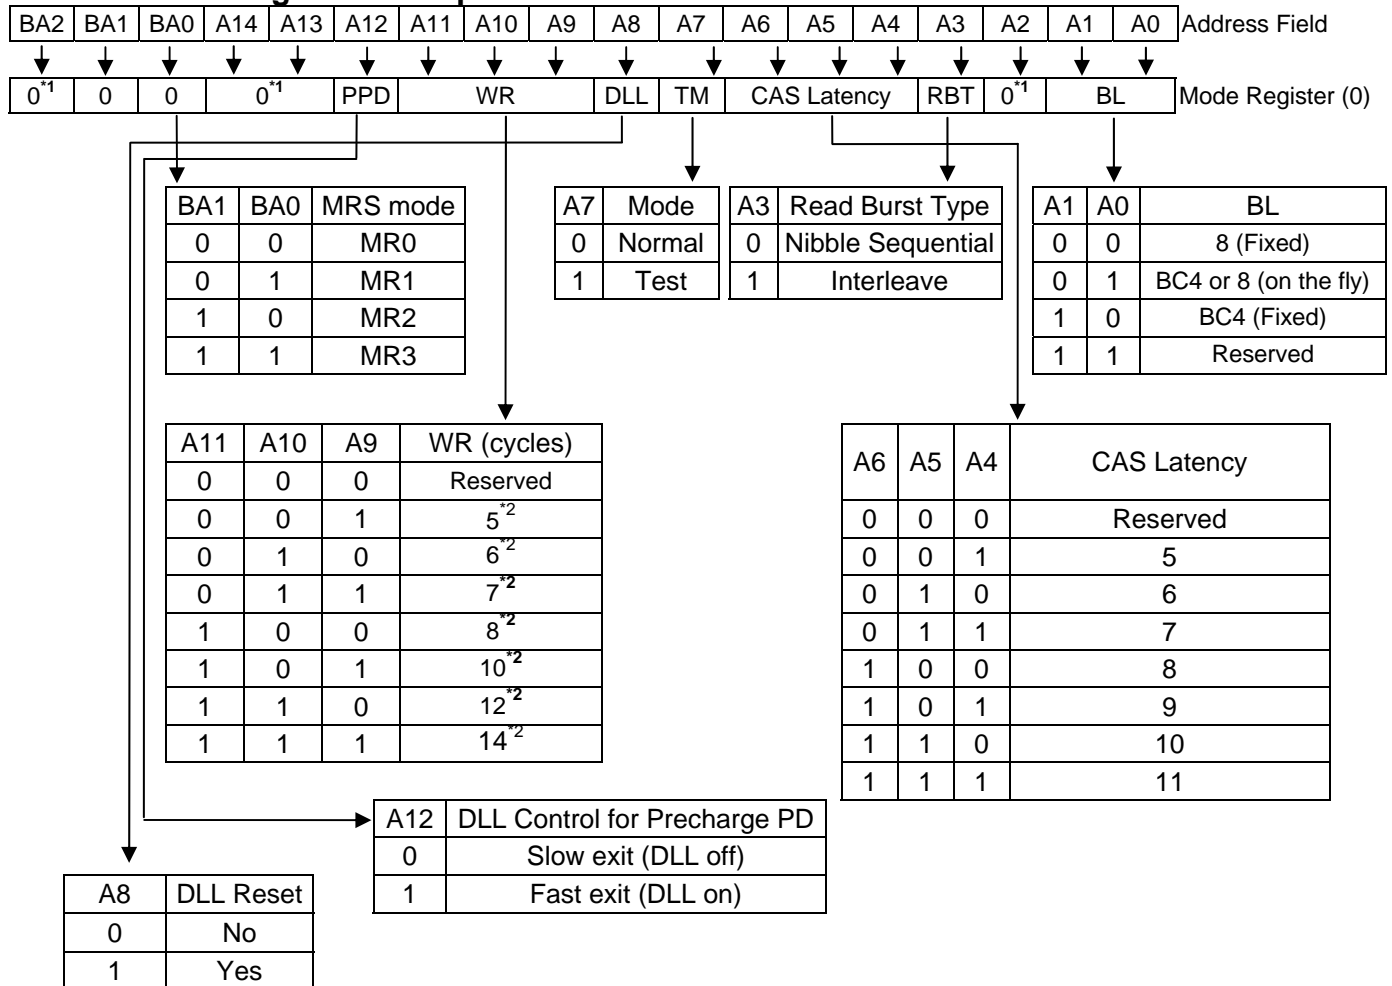 BA2 BA1 BA0 A14 A13 A12 A11 A10 A9 A8 A7 A6 A5 A4 A3 A2 A1 A0 Address Field
0*1 0 0 0*1 PPD WR DLL TM CAS Latency RBT 0*1 BL Mode Register (0)
BA1 BA0 MRS mode
0 0 MR0
0 1 MR1
1 0 MR2
1 1 MR3
A7 Mode
0 Normal
1 Test
A3 Read Burst Type
0 Nibble Sequential
1 Interleave
A1 A0 BL
0 0 8 (Fixed)
0 1 BC4 or 8 (on the fly)
1 0 BC4 (Fixed)
1 1 Reserved
A11 A10 A9 WR (cycles)
0 0 0 Reserved
0 0 1 5*2
0 1 0 6*2
0 1 1 7*2
1 0 0 8*2
1 0 1 10*2
1 1 0 12*2
1 1 1 14*2
A6 A5 A4 CAS Latency
0 0 0 Reserved
0 0 1 5
0 1 0 6
0 1 1 7
1 0 0 8
1 0 1 9
1 1 0 10
1 1 1 11
A12 DLL Control for Precharge PD
0 Slow exit (DLL off)
1 Fast exit (DLL on)
A8 DLL Reset
0 No
1 Yes